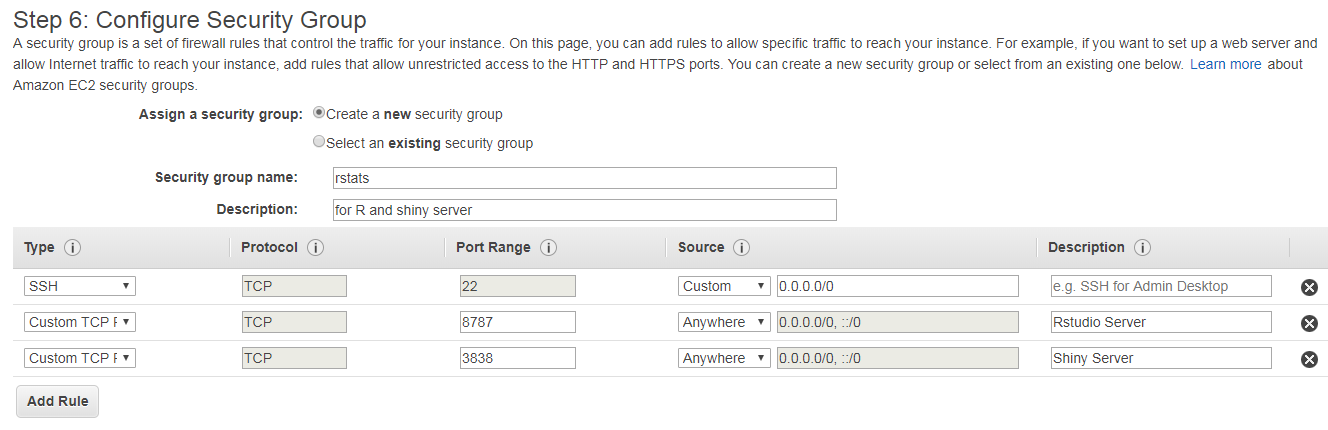 Step 6: Configure Security Group
A security group is a set of firewall rules that control the traffic for your instance. On this page, you can add rules to allow specific traffic to reach your instance. For example, if you want to set up a web server and
allow Internet traffic to reach your instance, add rules that allow unrestricted access to the HTTP and HTTPS ports. You can create a new security group or select from an existing one below. Learn more about
Amazon EC2 security groups.
Assign a security group: Create a new security group
Select an existing security group
Security group name: rstats
Description: for R and shiny server
Type i Protocol i Port Range i Source i Description i
SSH TCP 22 Custom 0.0.0.0/0 e.g. SSH for Admin Desktop
Custom TCP F TCP 8787 Anywhere 0.0.0.0/0, ::/0 Rstudio Server
Custom TCP F TCP 3838 Anywhere 0.0.0.0/0, ::/0 Shiny Server
Add Rule